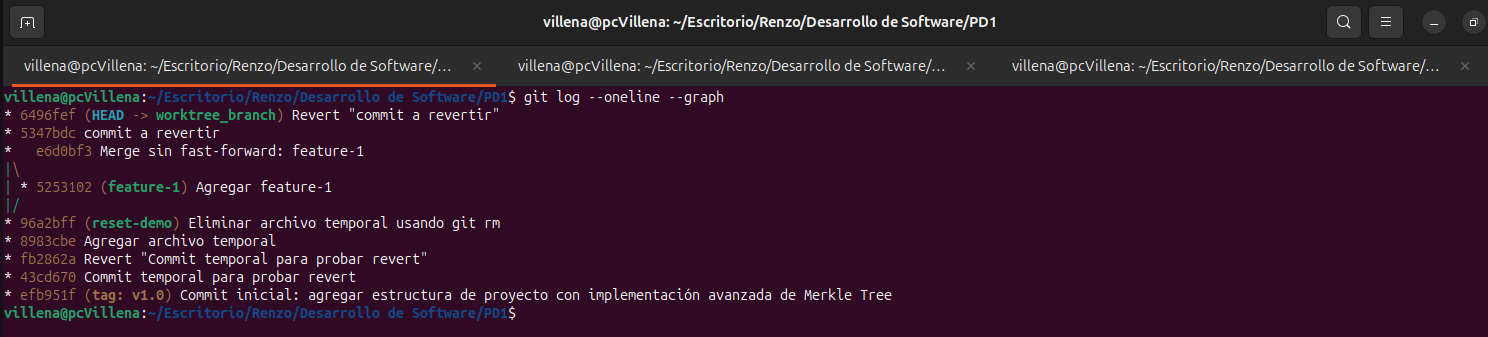 villena@pcVillena: ~/Escritorio/Renzo/Desarrollo de Software/PD1
villena@pcVillena: ~/Escritorio/Renzo/Desarrollo de Software/... × villena@pcVillena: ~/Escritorio/Renzo/Desarrollo de Software/... × villena@pcVillena: ~/Escritorio/Renzo/Desarrollo de Software/... ×
villena@pcVillena:~/Escritorio/Renzo/Desarrollo de Software/PD1$ git log --oneline --graph
* 6496fef (HEAD -> worktree_branch) Revert "commit a revertir"
* 5347bdc commit a revertir
*   e6d0bf3 Merge sin fast-forward: feature-1
|\
| * 5253102 (feature-1) Agregar feature-1
|/
* 96a2bff (reset-demo) Eliminar archivo temporal usando git rm
* 8983cbe Agregar archivo temporal
* fb2862a Revert "Commit temporal para probar revert"
* 43cd670 Commit temporal para probar revert
* efb951f (tag: v1.0) Commit inicial: agregar estructura de proyecto con implementación avanzada de Merkle Tree
villena@pcVillena:~/Escritorio/Renzo/Desarrollo de Software/PD1$